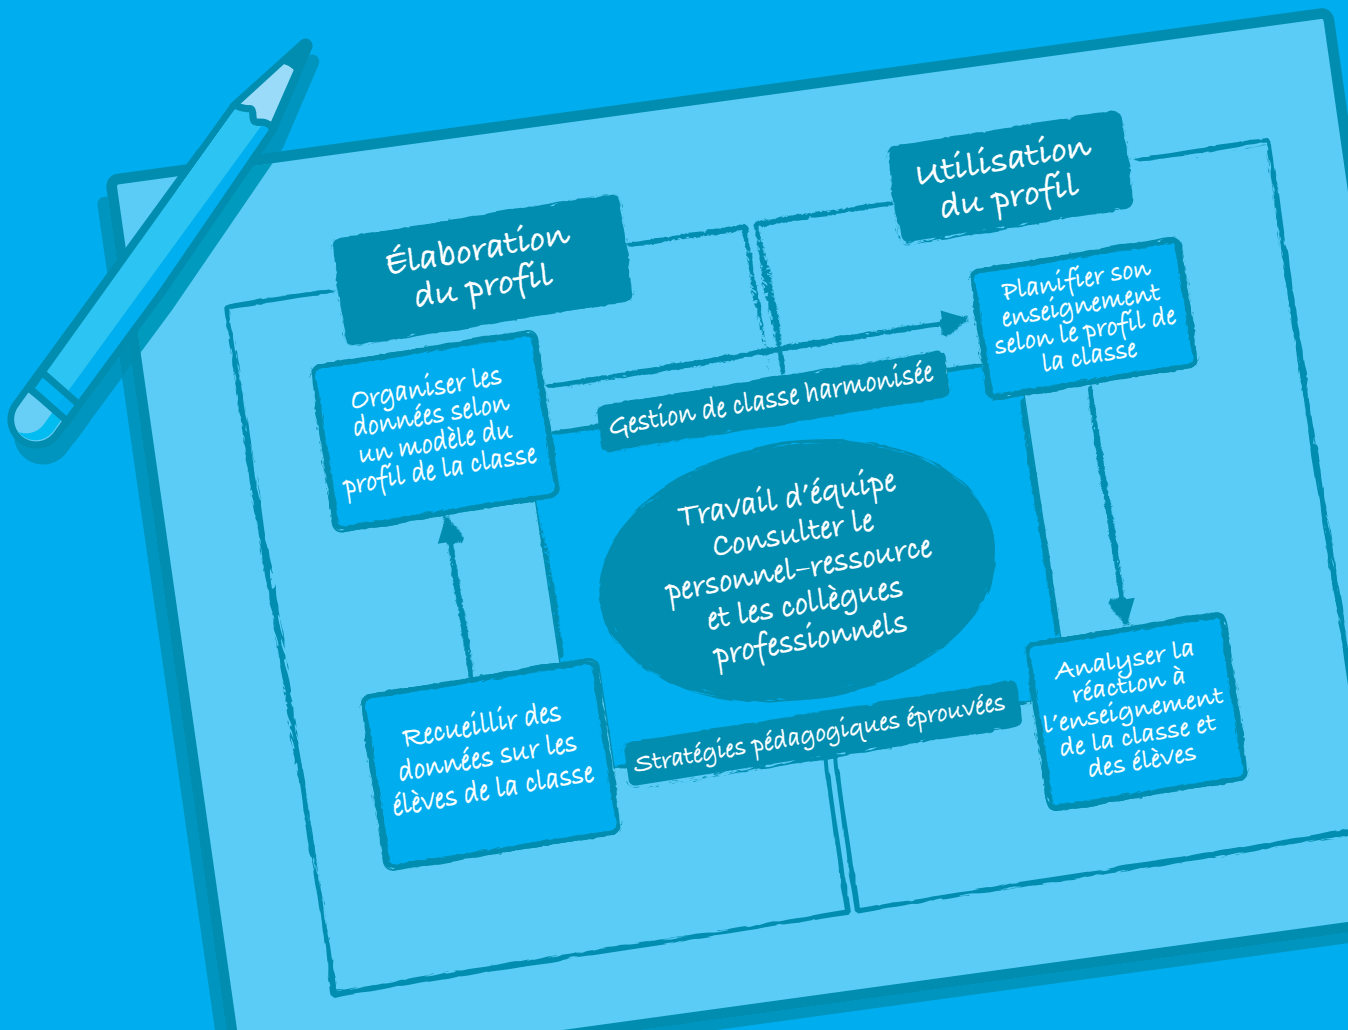 Élaboration
du profil
Utilisation
du profil
Organiser les
données selon
un modèle du
profil de la classe
Planifier son
enseignement
selon le profil de
la classe
Gestion de classe harmonisée
Travail d'équipe
Consulter le
personnel-ressource
et les collègues
professionnels
Recueillir des
données sur les
élèves de la classe
Stratégies pédagogiques éprouvées
Analyser la
réaction à
l'enseignement
de la classe et
des élèves